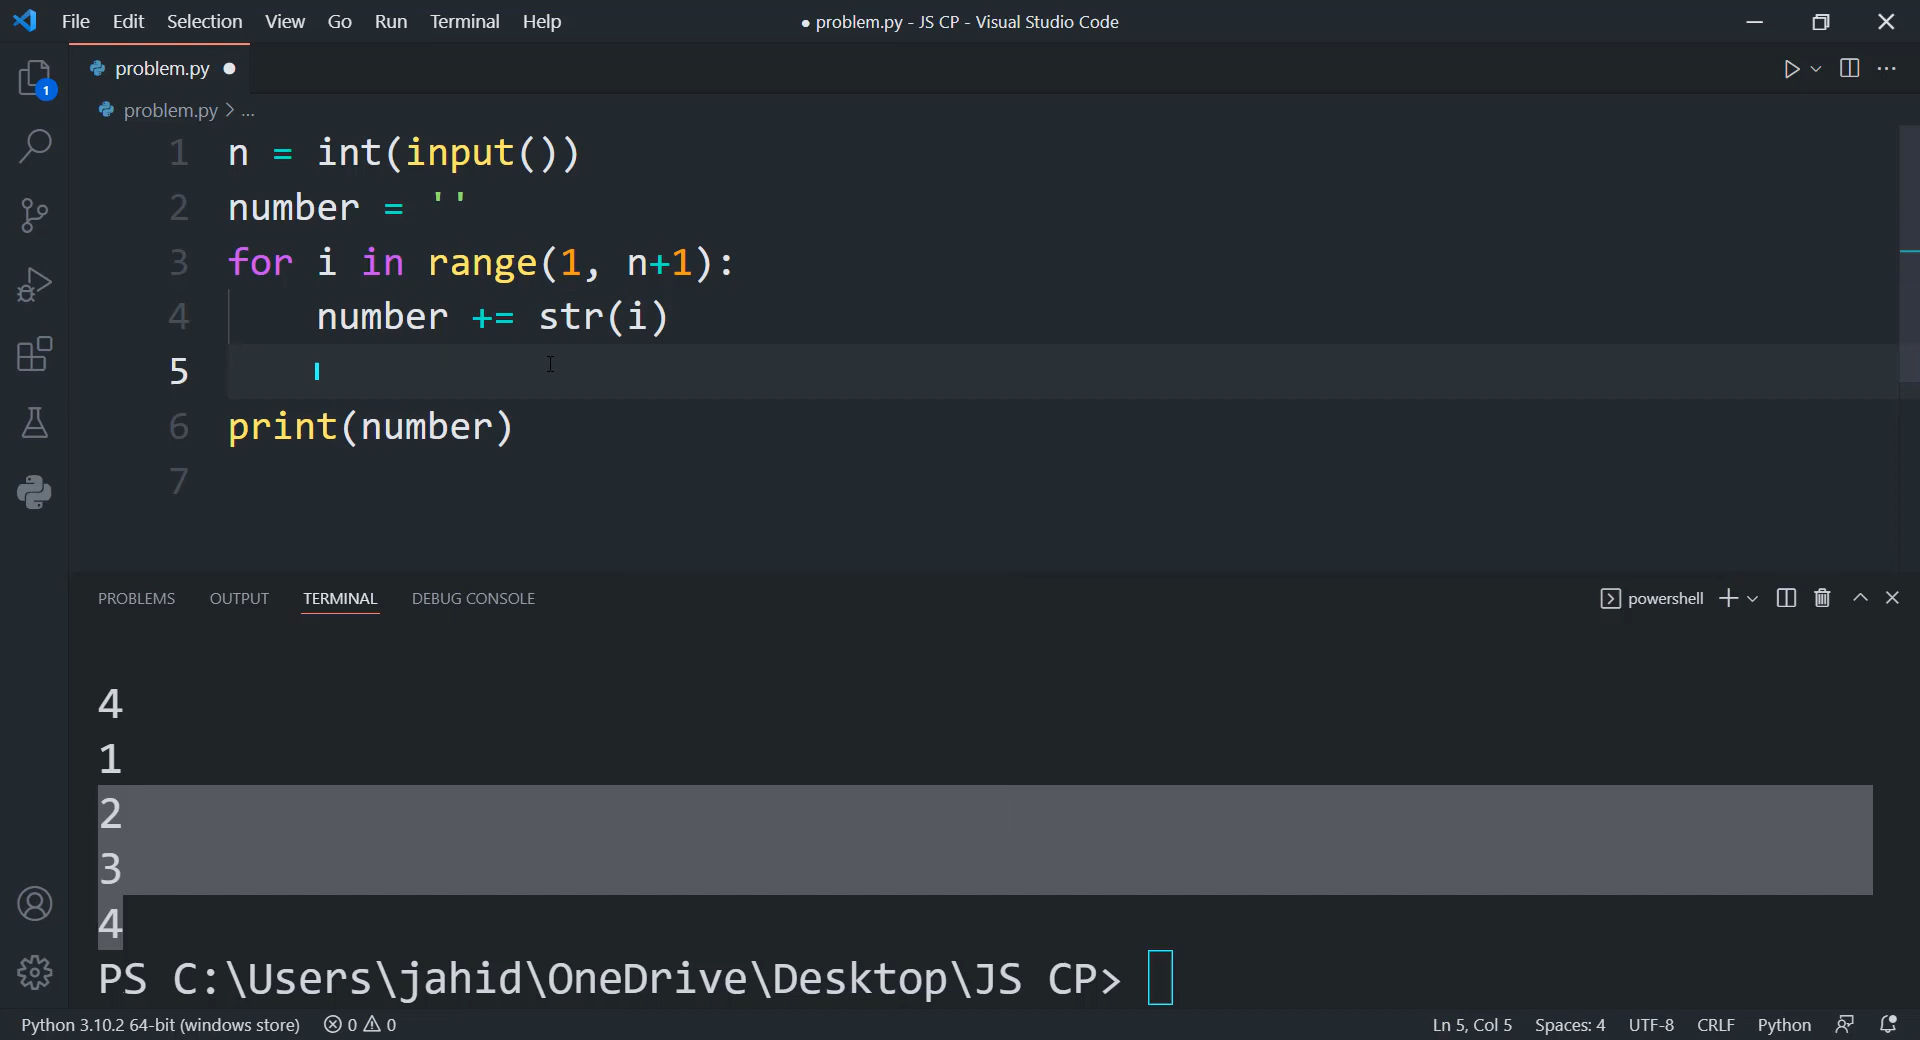 File Edit Selection View Go Run Terminal Help ● problem.py - JS CP - Visual Studio Code
problem.py ●
1
problem.py > ...
1 n = int(input())
2 number = ''
3 for i in range(1, n+1):
4     number += str(i)
5
6 print(number)
7
PROBLEMS OUTPUT TERMINAL DEBUG CONSOLE powershell
4
1
2
3
4
PS C:\Users\jahid\OneDrive\Desktop\JS CP>
Python 3.10.2 64-bit (windows store) 0 0 Ln 5, Col 5 Spaces: 4 UTF-8 CRLF Python